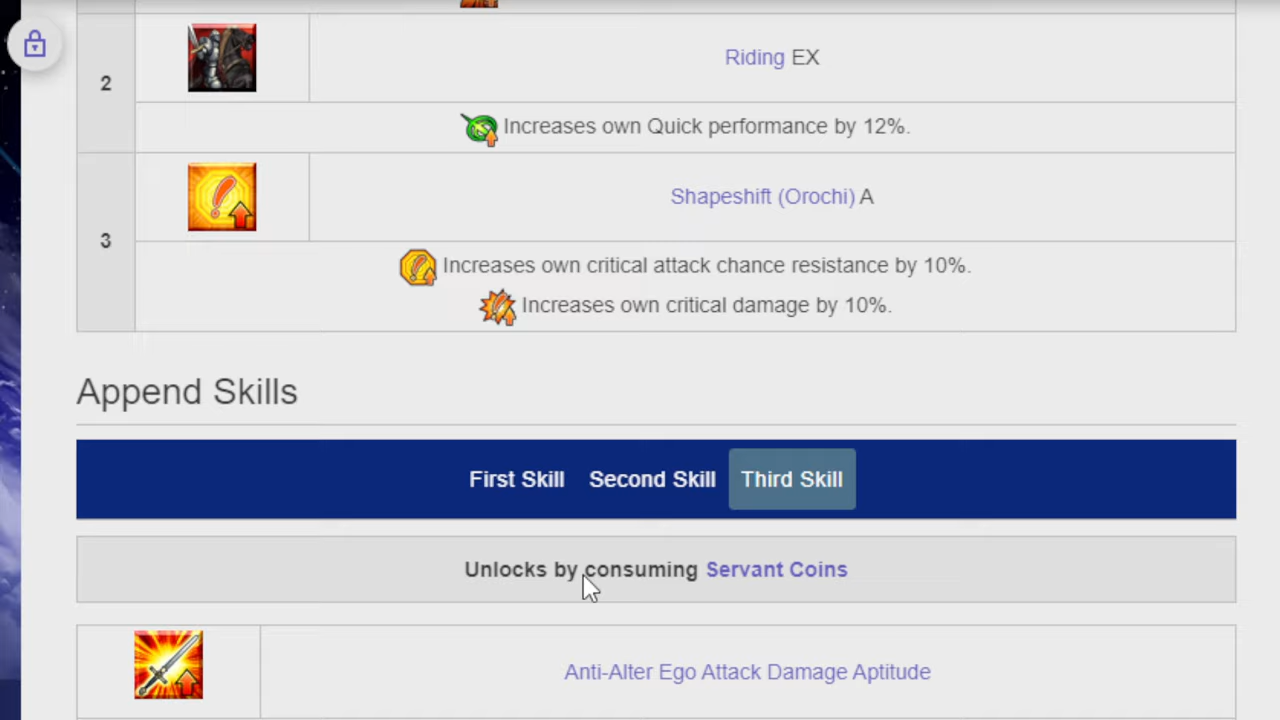 2
Riding EX
Increases own Quick performance by 12%.
3
Shapeshift (Orochi) A
Increases own critical attack chance resistance by 10%.
Increases own critical damage by 10%.
Append Skills
First Skill Second Skill Third Skill
Unlocks by consuming Servant Coins
Anti-Alter Ego Attack Damage Aptitude